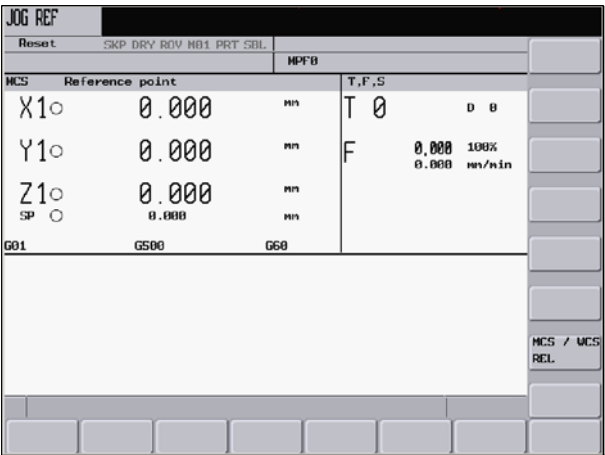 JOG REF
Reset SKP DRY ROV M01 PRT SBL
MPF0
MCS Reference point T,F,S
X1 0.000 mm T 0 D 0
Y1 0.000 mm F 0.000 100%
0.000 mm/min
Z1 0.000 mm
SP 0.000 mm
G01 G500 G60
MCS / WCS
REL